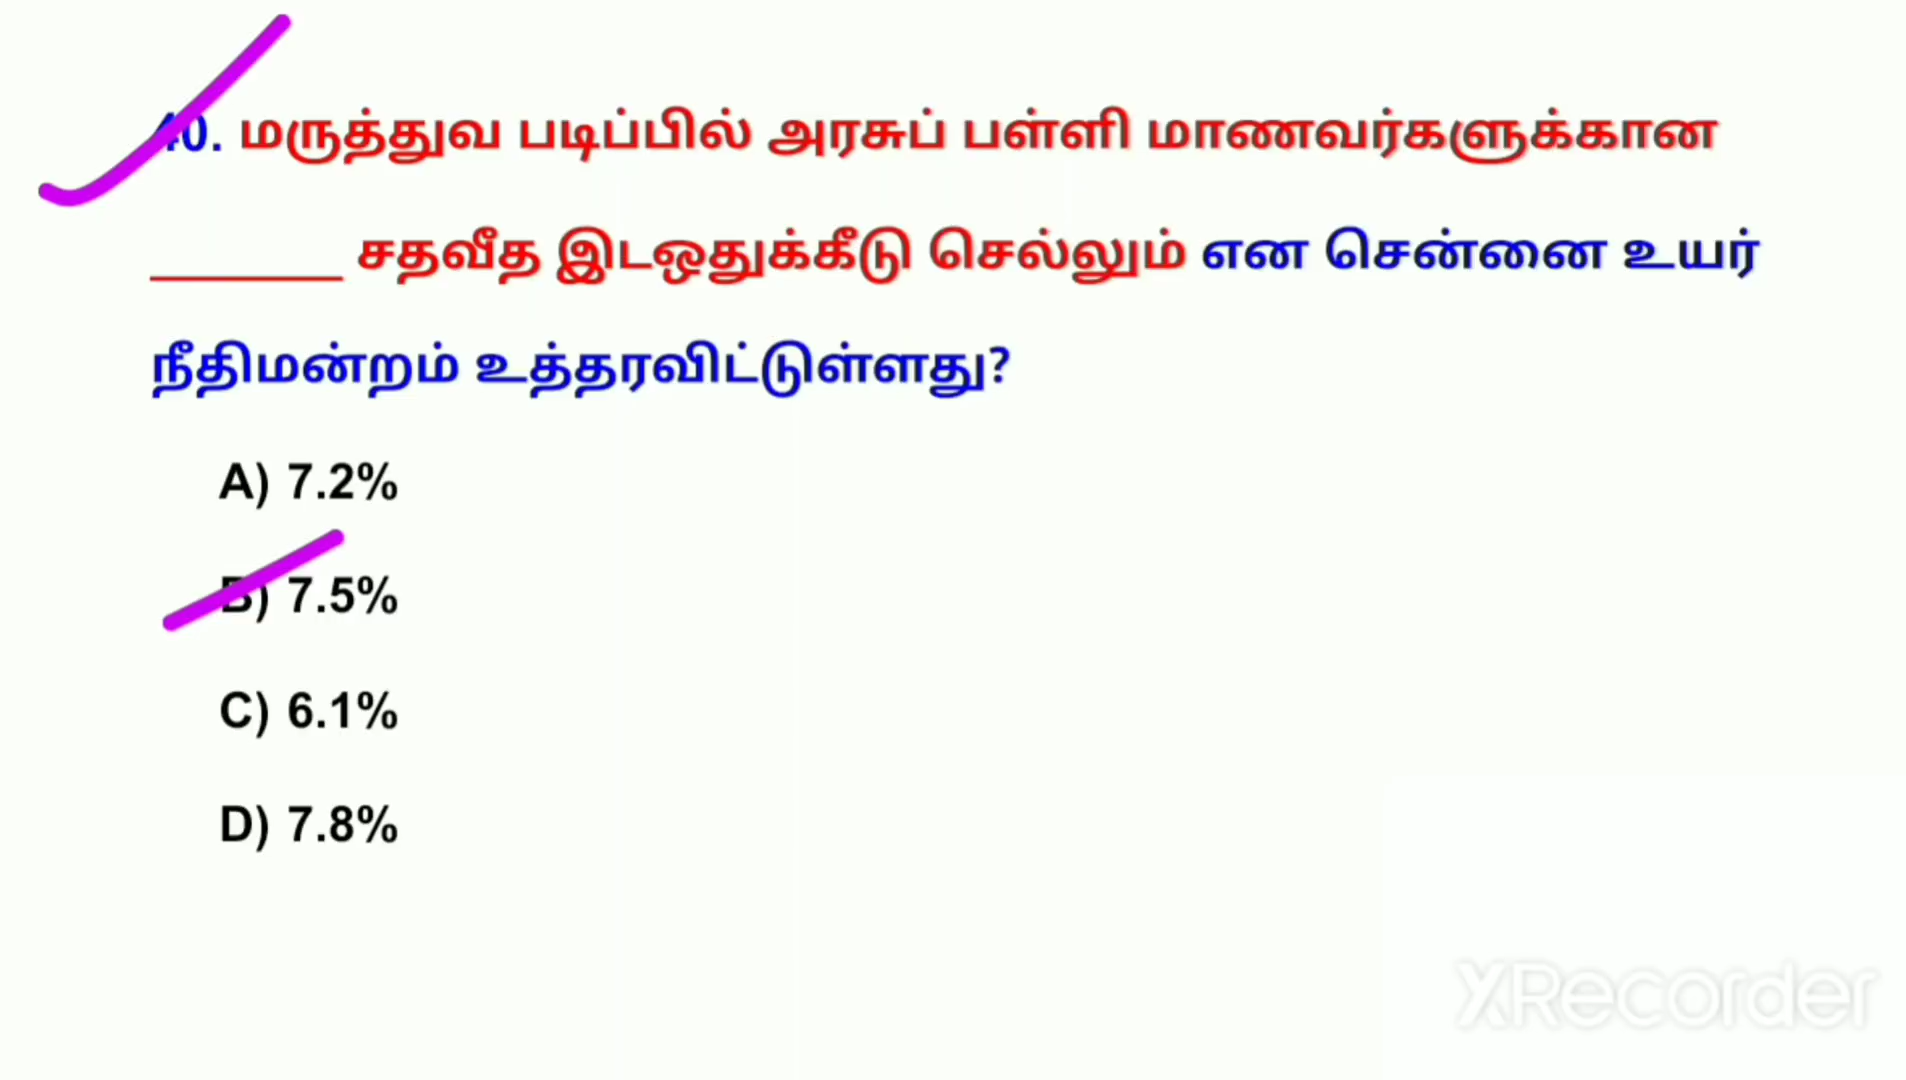 40. மருத்துவ படிப்பில் அரசுப் பள்ளி மாணவர்களுக்கான
________ சதவீத இடஒதுக்கீடு செல்லும் என சென்னை உயர்
நீதிமன்றம் உத்தரவிட்டுள்ளது?
A) 7.2%
B) 7.5%
C) 6.1%
D) 7.8%
XRecorder